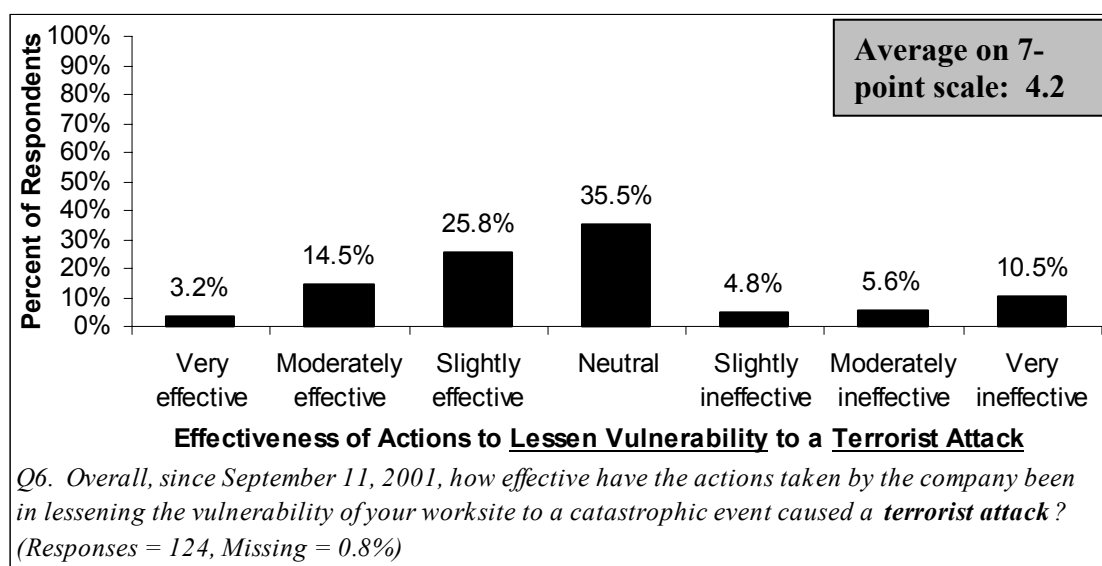 Average on 7-
point scale: 4.2
Percent of Respondents
100%
90%
80%
70%
60%
50%
40%
30%
20%
10%
0%
3.2%
14.5%
25.8%
35.5%
4.8%
5.6%
10.5%
Very
effective
Moderately
effective
Slightly
effective
Neutral
Slightly
ineffective
Moderately
ineffective
Very
ineffective
Effectiveness of Actions to Lessen Vulnerability to a Terrorist Attack
Q6. Overall, since September 11, 2001, how effective have the actions taken by the company been
in lessening the vulnerability of your worksite to a catastrophic event caused a terrorist attack?
(Responses = 124, Missing = 0.8%)